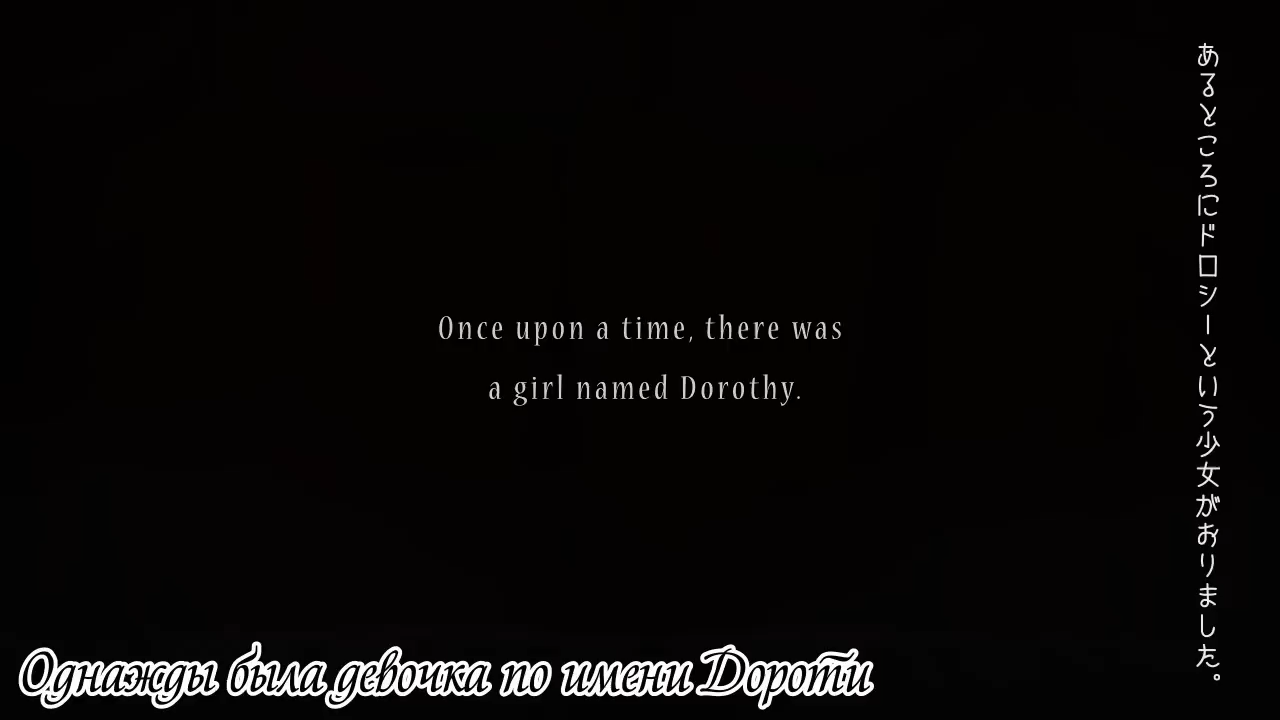 Once upon a time, there was
a girl named Dorothy.
あるところにドロシーという少女がおりました。
Однажды была девочка по имени Дороти